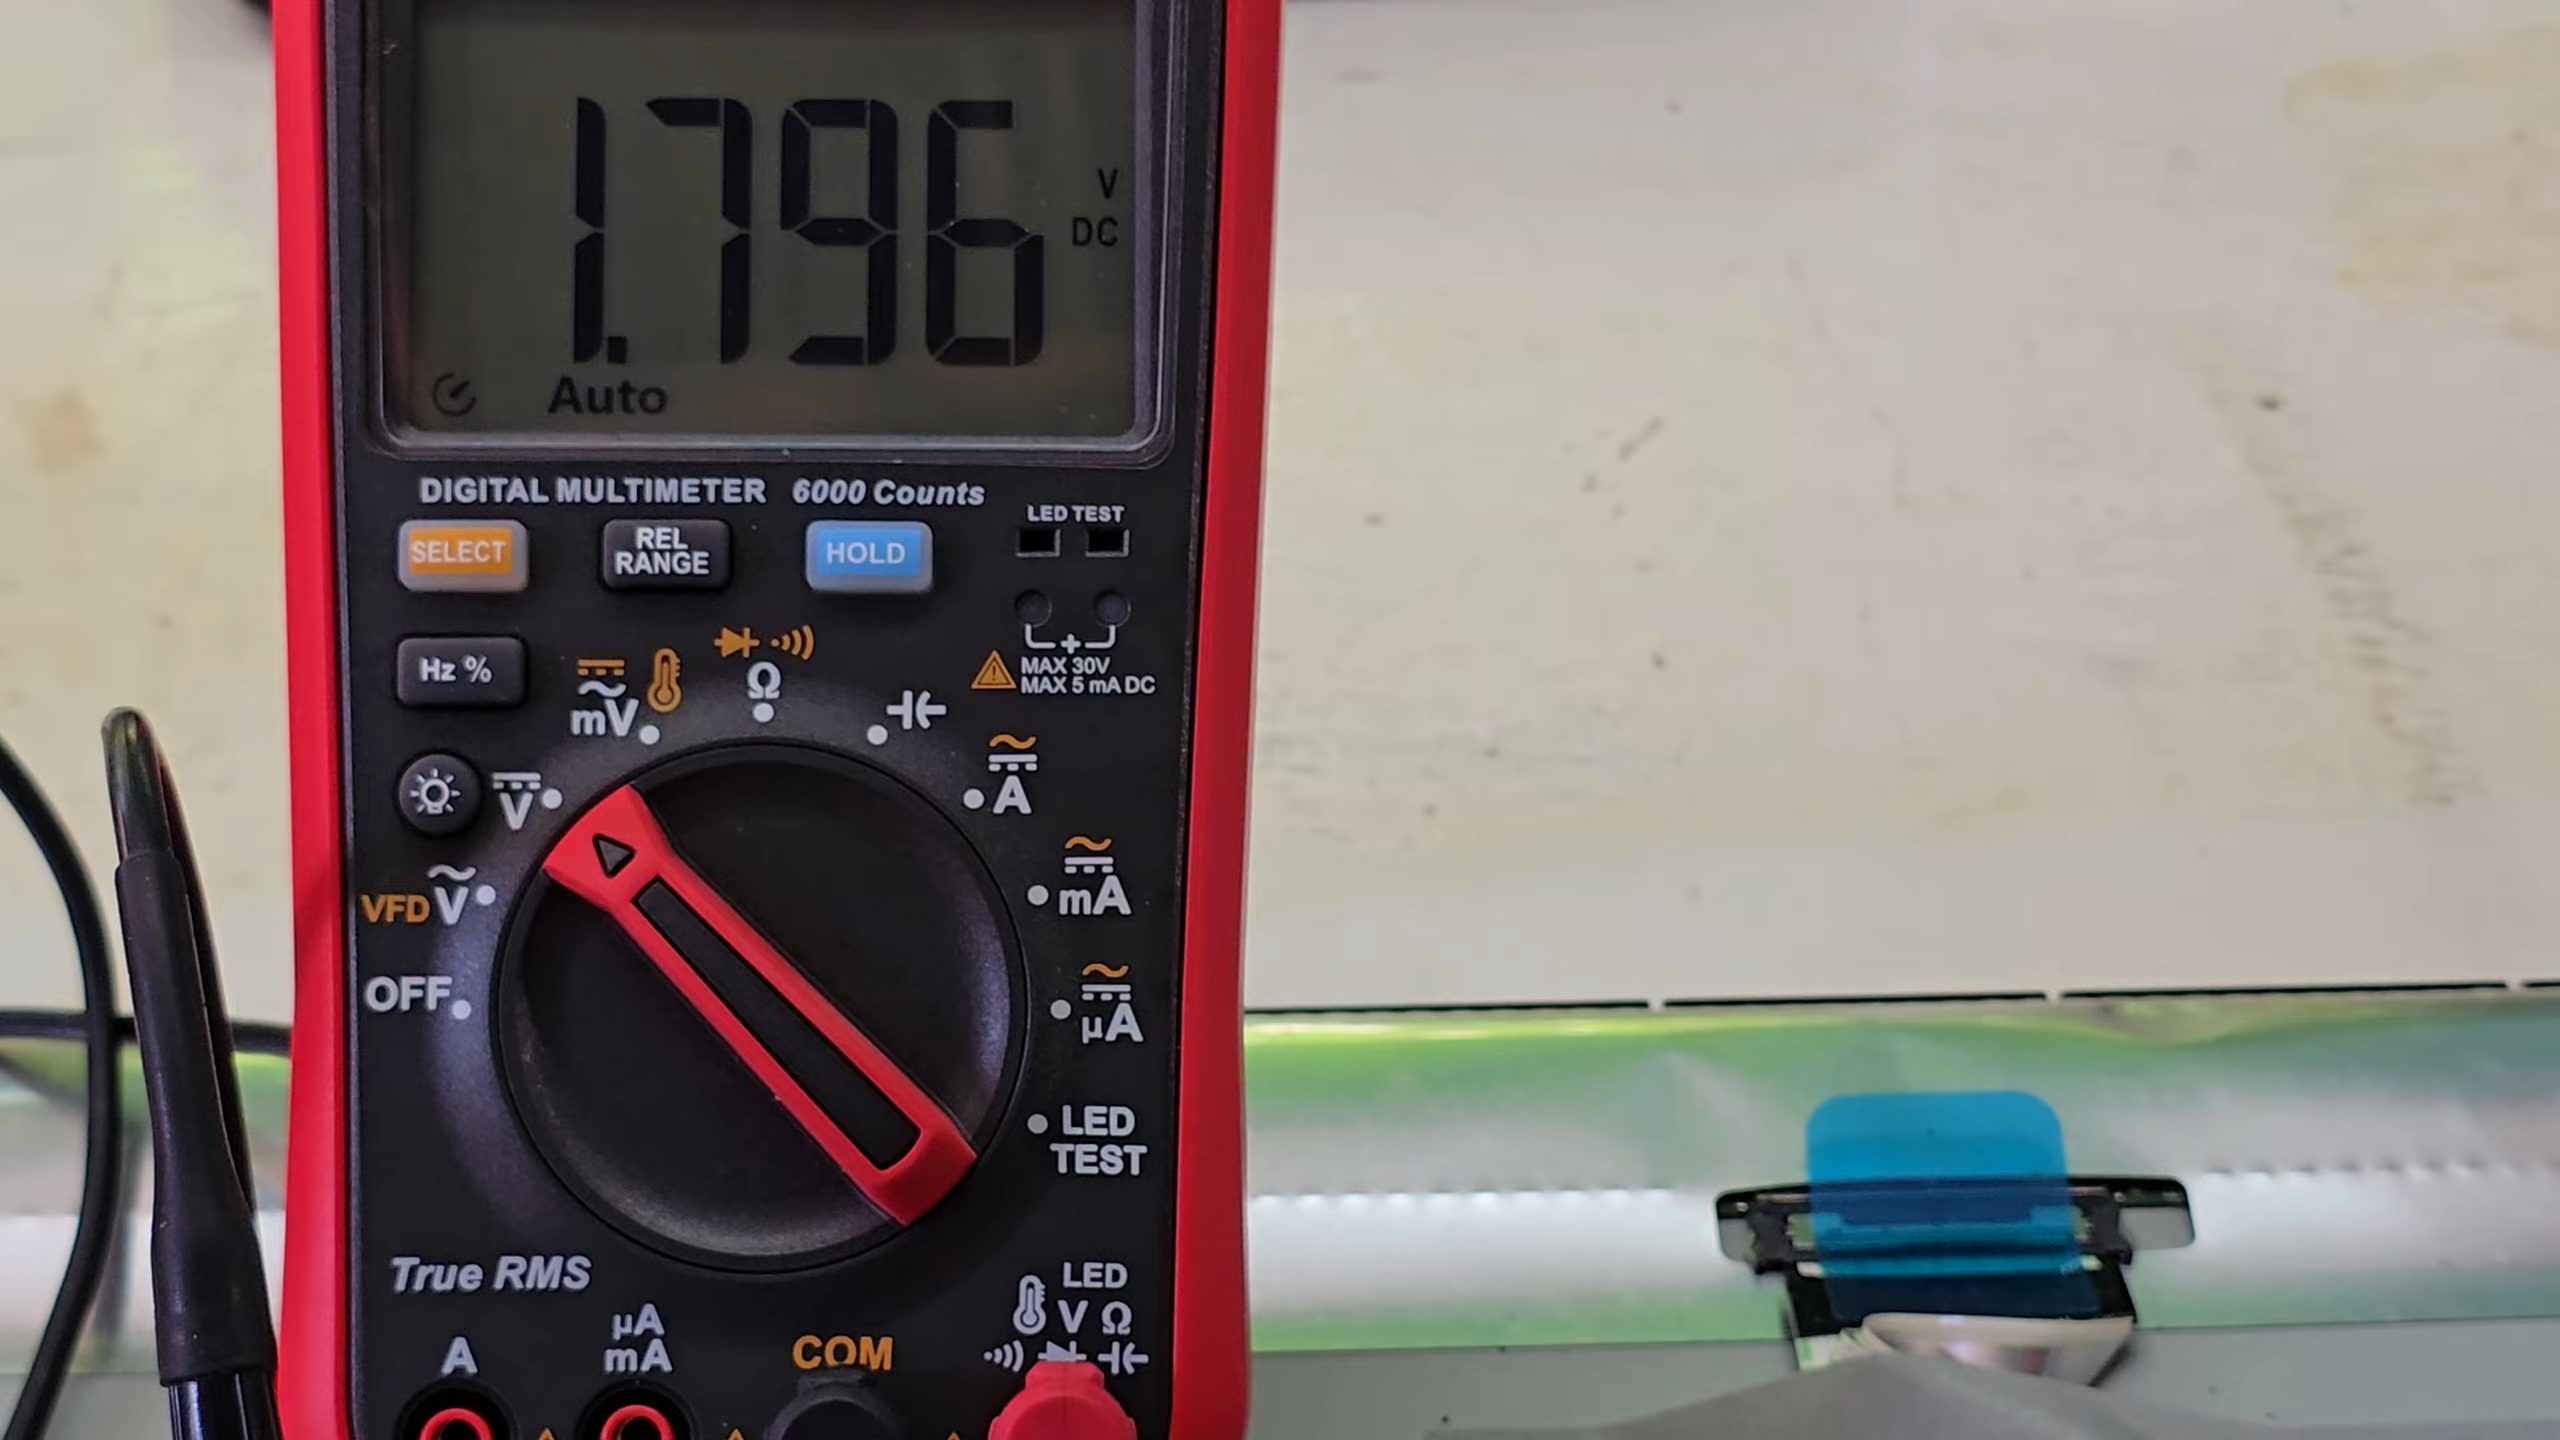 1.796
V
DC
Auto
DIGITAL MULTIMETER 6000 Counts
LED TEST
SELECT
REL
RANGE
HOLD
+
MAX 30V
MAX 5 mA DC
Hz %
mV
Ω
V
A
VFD V
mA
OFF
µA
LED
TEST
True RMS
LED
V Ω
A
µA
mA
COM